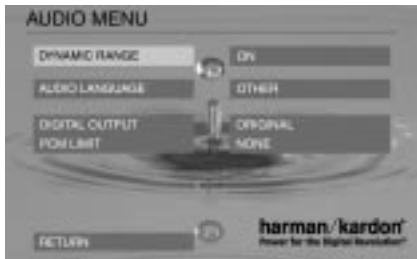 AUDIO MENU
DYNAMIC RANGE ON
AUDIO LANGUAGE OTHER
DIGITAL OUTPUT ORIGINAL
PCM LIMIT NONE
RETURN
harman/kardon®
Power for the Digital Revolution®